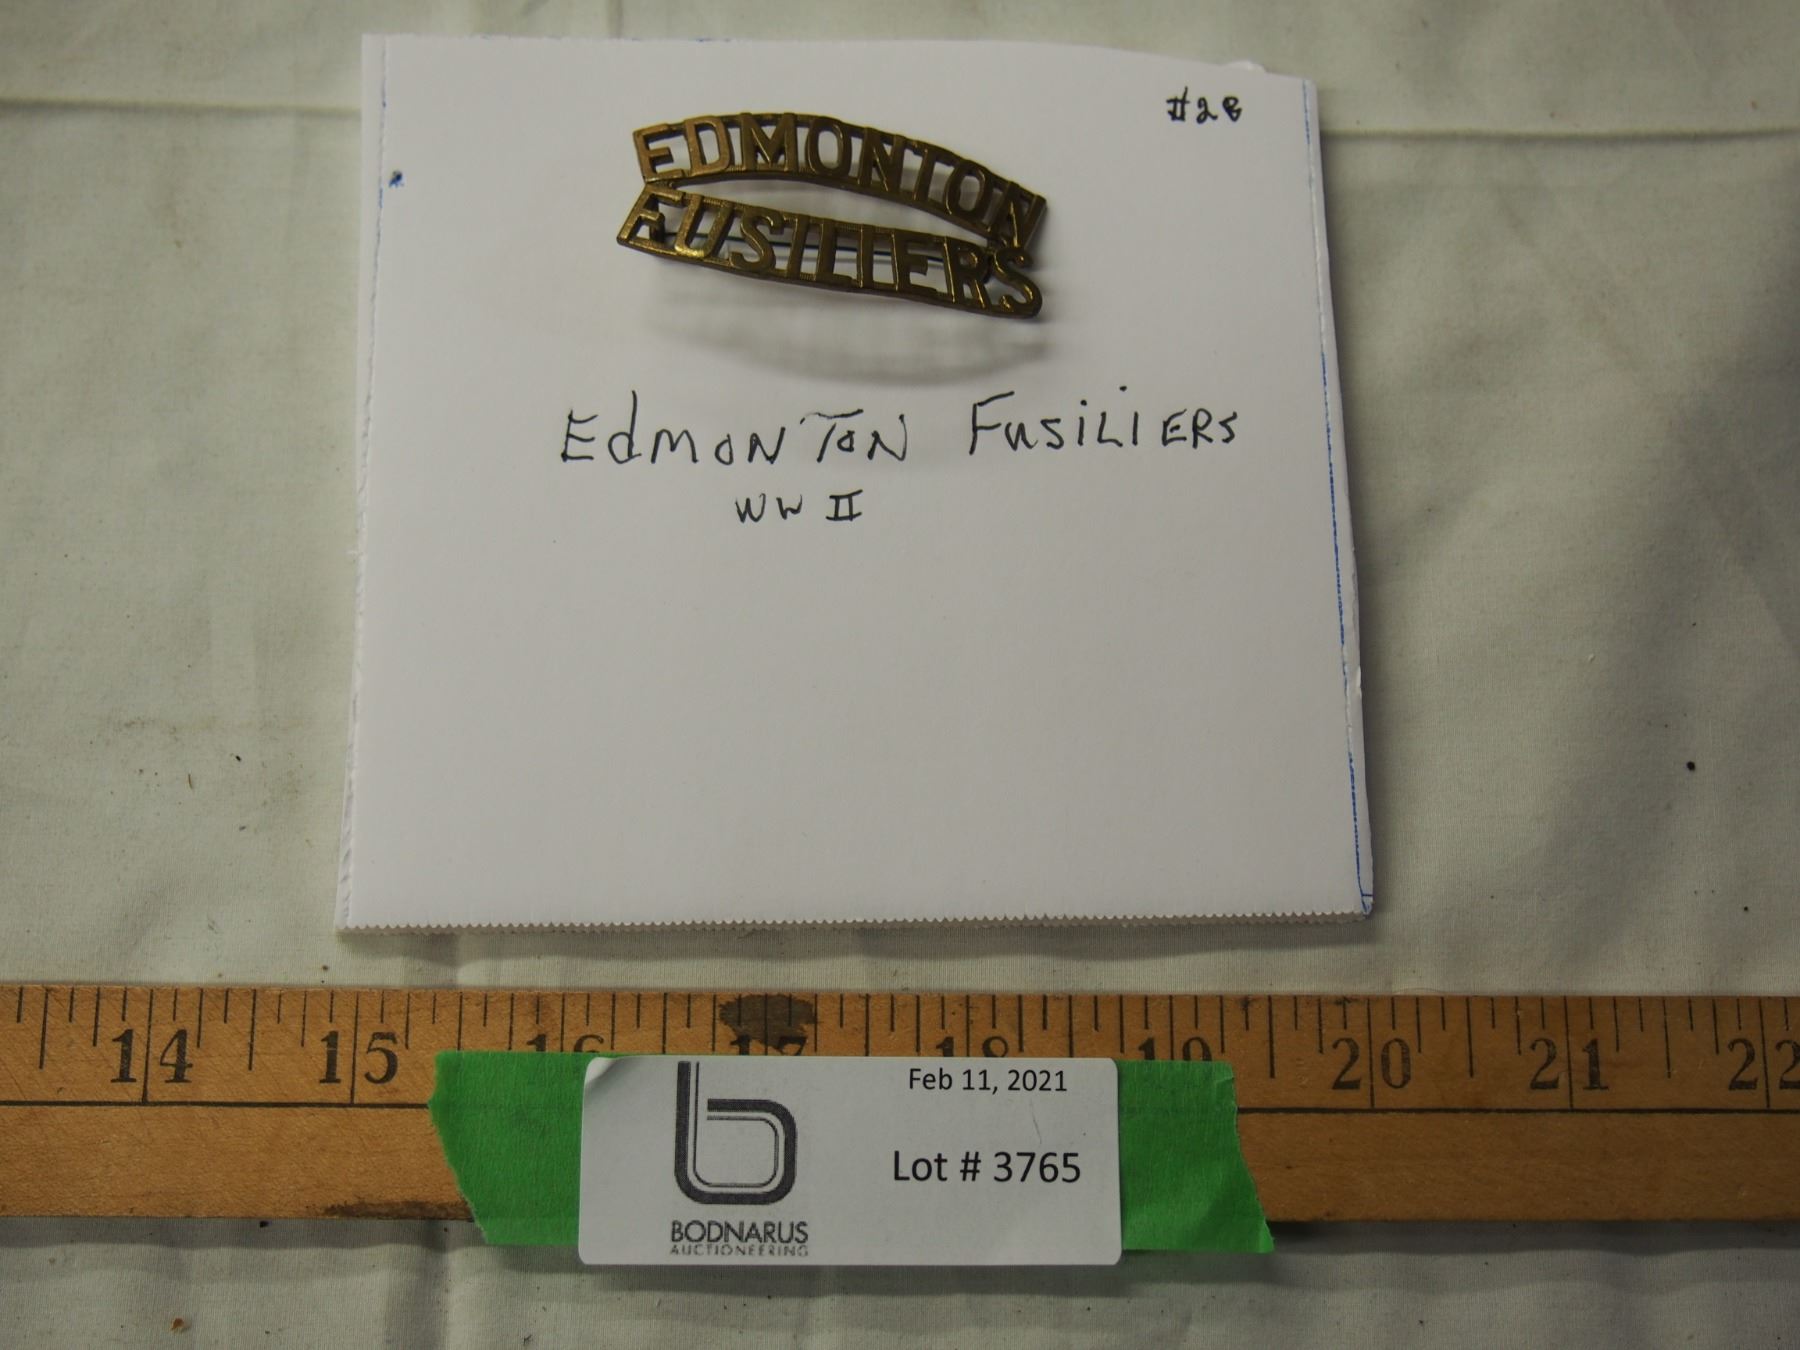 #28
EDMONTON
FUSILIERS
EdMONTON FusiLiERS
WW II
14 15 16 17 18 19 20 21 22
Feb 11, 2021
Lot # 3765
BODNARUS
AUCTIONEERING